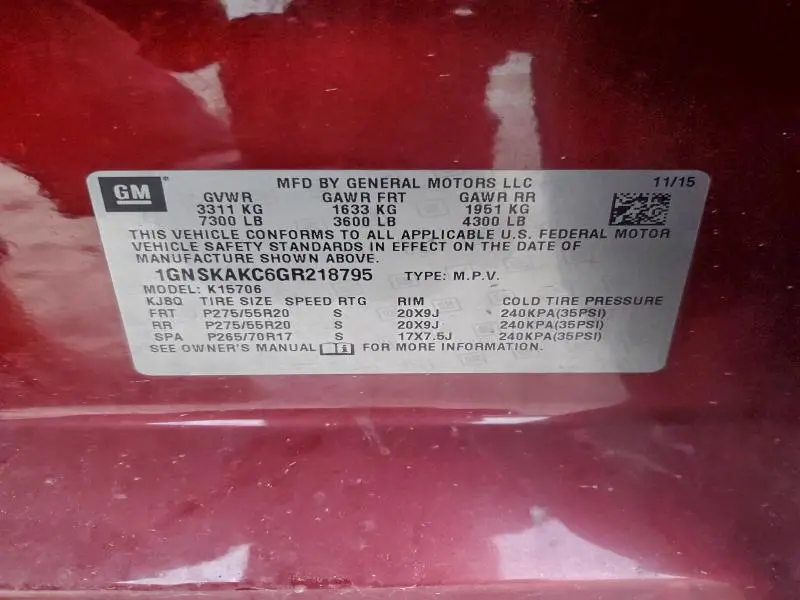 GM® MFD BY GENERAL MOTORS LLC 11/15
GVWR GAWR FRT GAWR RR
3311 KG 1633 KG 1951 KG
7300 LB 3600 LB 4300 LB
THIS VEHICLE CONFORMS TO ALL APPLICABLE U.S. FEDERAL MOTOR
VEHICLE SAFETY STANDARDS IN EFFECT ON THE DATE OF
MANUFACTURE SHOWN ABOVE.
1GNSKAKC6GR218795 TYPE: M.P.V.
MODEL: K15706
KJ8Q TIRE SIZE SPEED RTG RIM COLD TIRE PRESSURE
FRT P275/55R20 S 20X9J 240KPA(35PSI)
RR P275/55R20 S 20X9J 240KPA(35PSI)
SPA P265/70R17 S 17X7.5J 240KPA(35PSI)
SEE OWNER'S MANUAL FOR MORE INFORMATION.